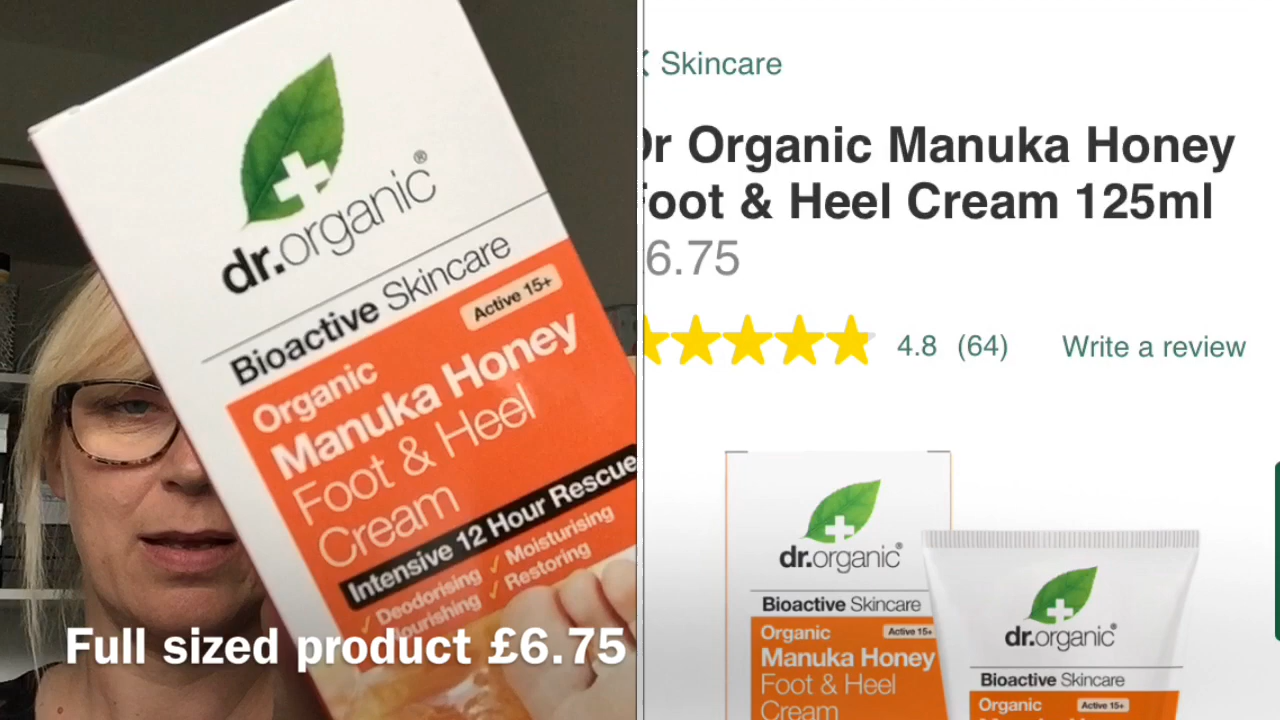 dr.organic®
Bioactive Skincare
Active 15+
Organic
Manuka Honey
Foot & Heel
Cream
Intensive 12 Hour Rescue
✓ Deodorising ✓ Moisturising
✓ Nourishing ✓ Restoring
Full sized product £6.75
Skincare
Dr Organic Manuka Honey
Foot & Heel Cream 125ml
£6.75
4.8 (64) Write a review
dr.organic®
Bioactive Skincare
Organic Active 15+
Manuka Honey
Foot & Heel
Cream
dr.organic®
Bioactive Skincare
Organic Active 15+